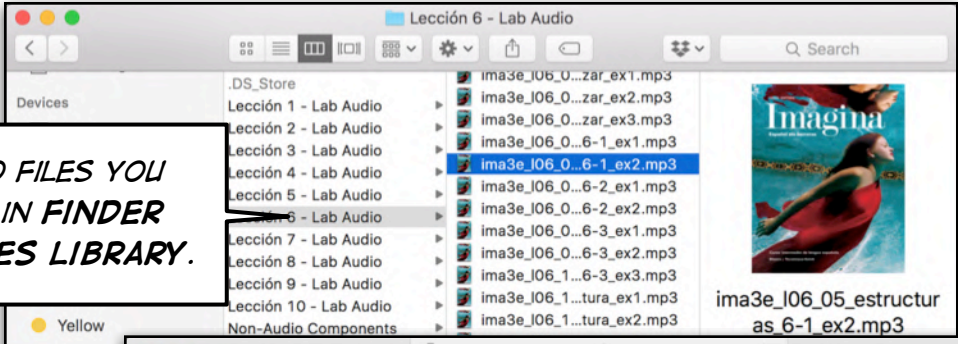 Lección 6 - Lab Audio
Search
Devices
Yellow
D FILES YOU
IN FINDER
ES LIBRARY.
.DS_Store
Lección 1 - Lab Audio
Lección 2 - Lab Audio
Lección 3 - Lab Audio
Lección 4 - Lab Audio
Lección 5 - Lab Audio
6 - Lab Audio
Lección 7 - Lab Audio
Lección 8 - Lab Audio
Lección 9 - Lab Audio
Lección 10 - Lab Audio
Non-Audio Components
ima3e_l06_0...zar_ex1.mp3
ima3e_l06_0...zar_ex2.mp3
ima3e_l06_0...zar_ex3.mp3
ima3e_l06_0...6-1_ex1.mp3
ima3e_l06_0...6-1_ex2.mp3
ima3e_l06_0...6-2_ex1.mp3
ima3e_l06_0...6-2_ex2.mp3
ima3e_l06_0...6-3_ex1.mp3
ima3e_l06_0...6-3_ex2.mp3
ima3e_l06_1...6-3_ex3.mp3
ima3e_l06_1...tura_ex1.mp3
ima3e_l06_1...tura_ex2.mp3
Imagina
ima3e_l06_05_estructur
as_6-1_ex2.mp3